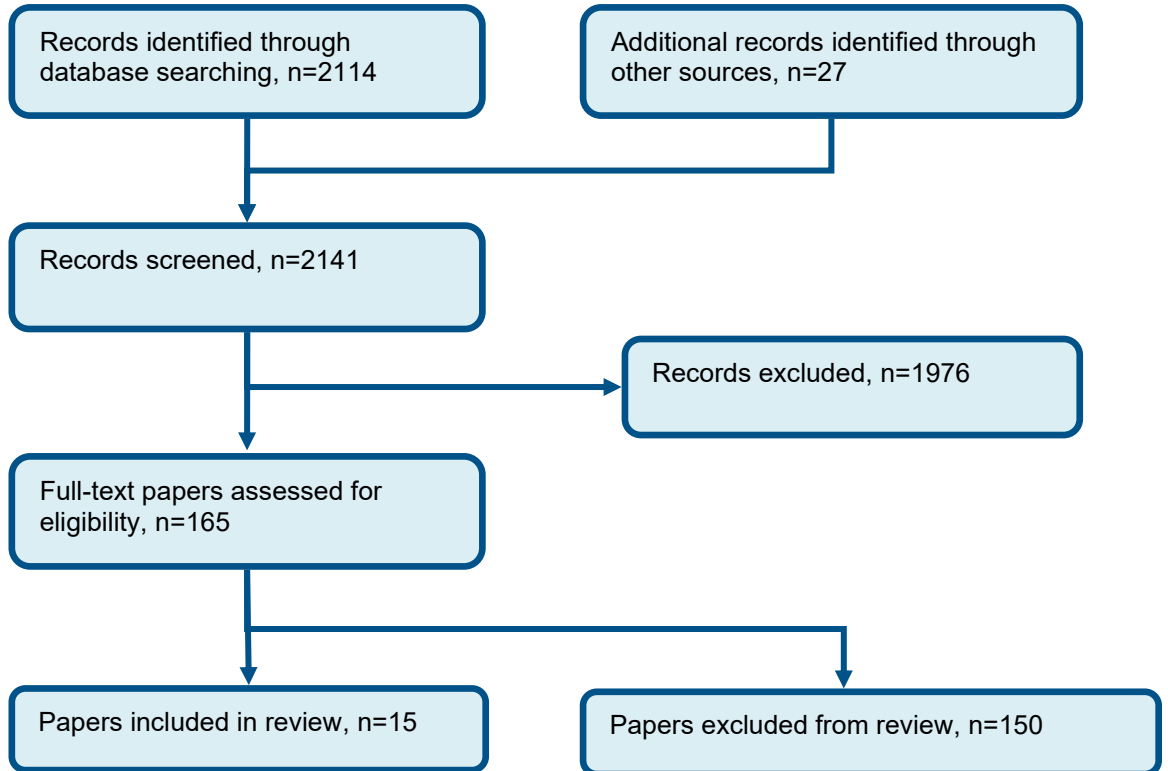 Records identified through
database searching, n=2114
Additional records identified through
other sources, n=27
Records screened, n=2141
Records excluded, n=1976
Full-text papers assessed for
eligibility, n=165
Papers included in review, n=15
Papers excluded from review, n=150